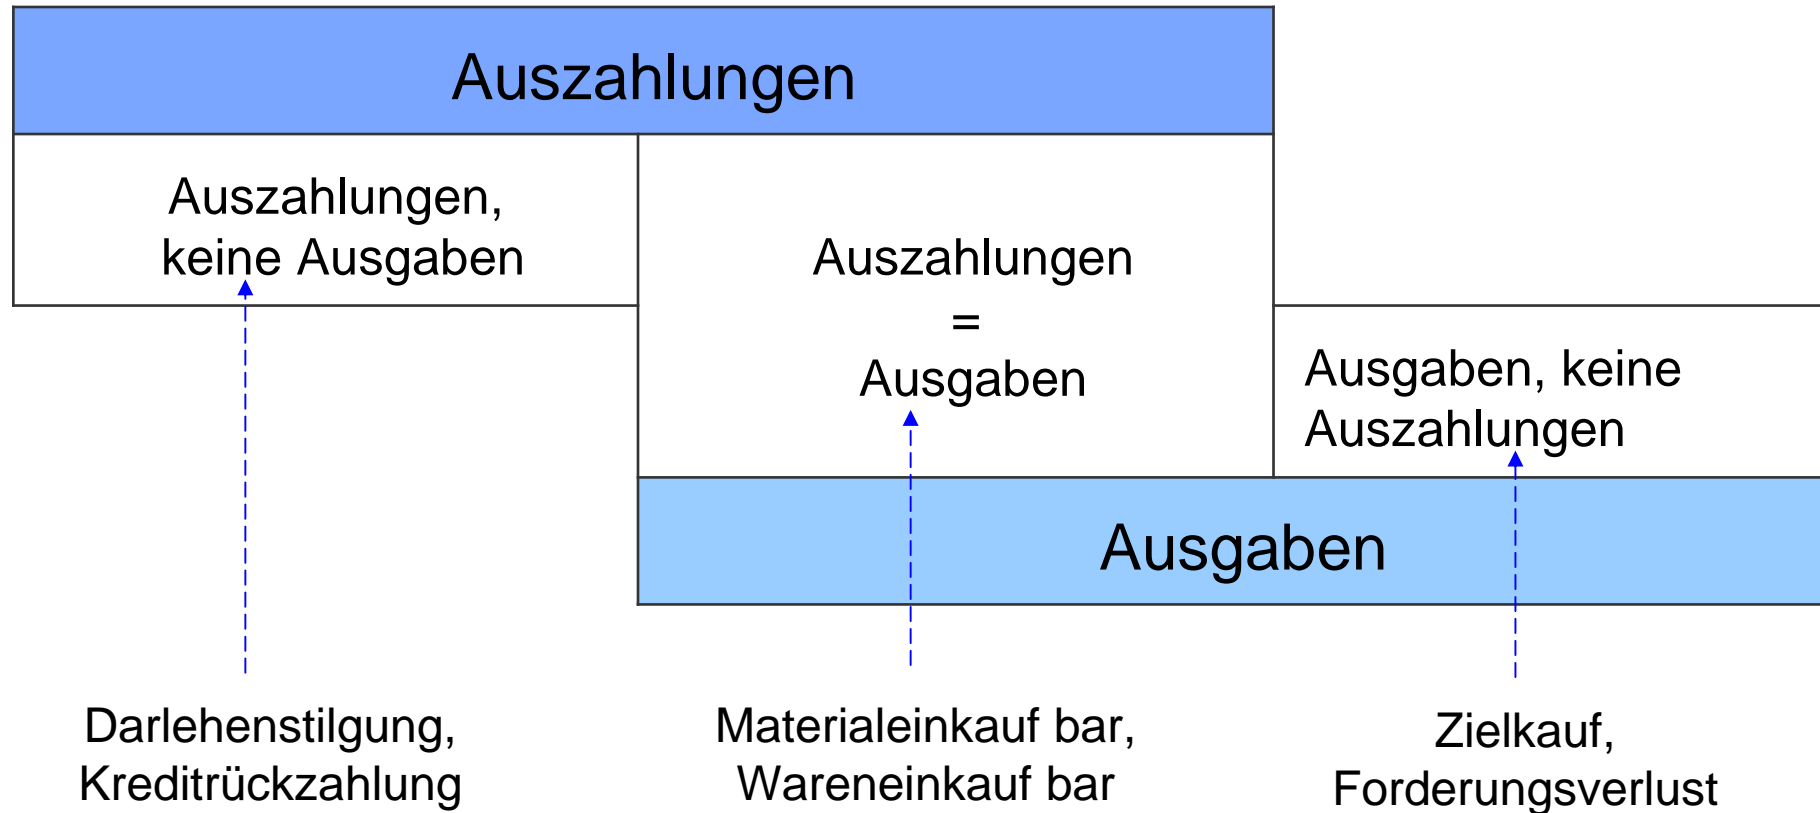 Auszahlungen
Auszahlungen,
keine Ausgaben
Auszahlungen
=
Ausgaben
Ausgaben, keine
Auszahlungen
Ausgaben
Darlehenstilgung,
Kreditrückzahlung
Materialeinkauf bar,
Wareneinkauf bar
Zielkauf,
Forderungsverlust